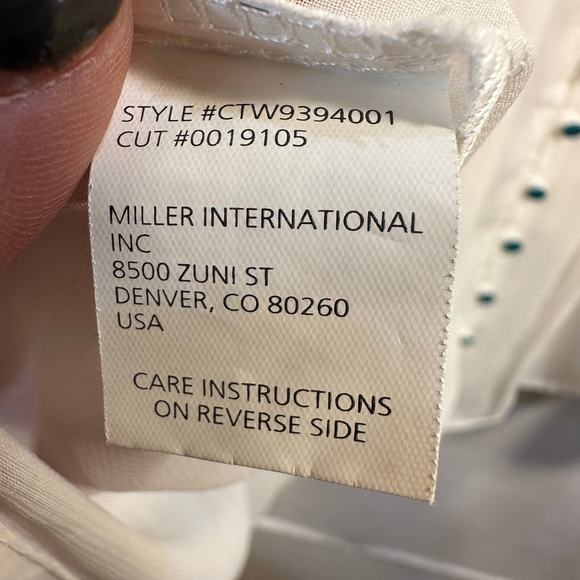 STYLE #CTW9394001
CUT #0019105
MILLER INTERNATIONAL
INC
8500 ZUNI ST
DENVER, CO 80260
USA
CARE INSTRUCTIONS
ON REVERSE SIDE